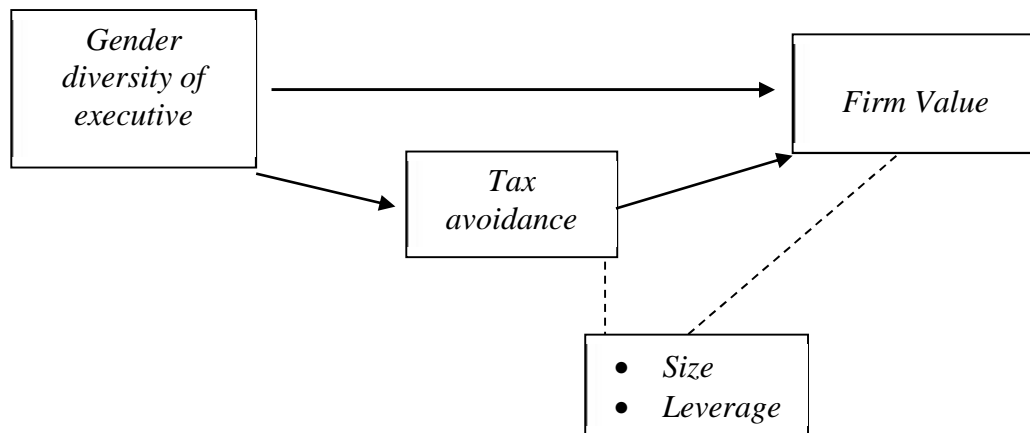 Gender
diversity of
executive
Firm Value
Tax
avoidance
• Size
• Leverage